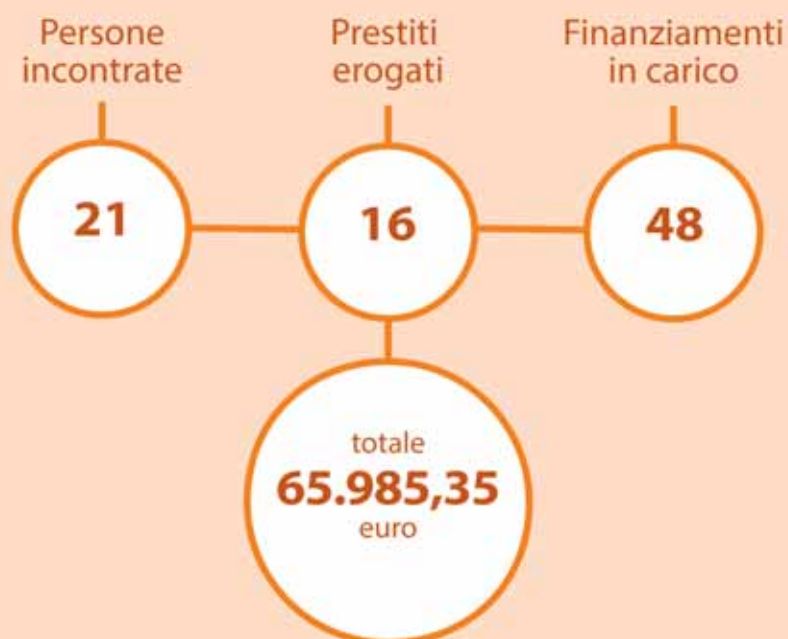 Persone
incontrate
Prestiti
erogati
Finanziamenti
in carico
21
16
48
totale
65.985,35
euro